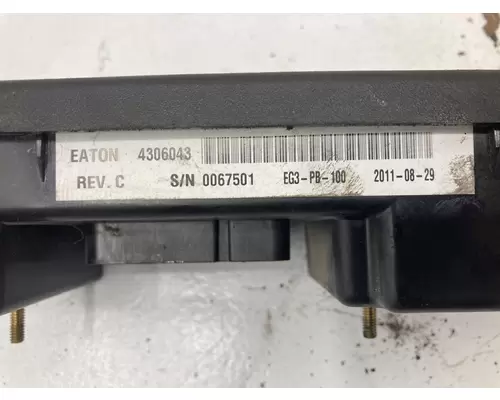 EATON 4306043
REV. C S/N 0067501 EG3-PB-100 2011-08-29